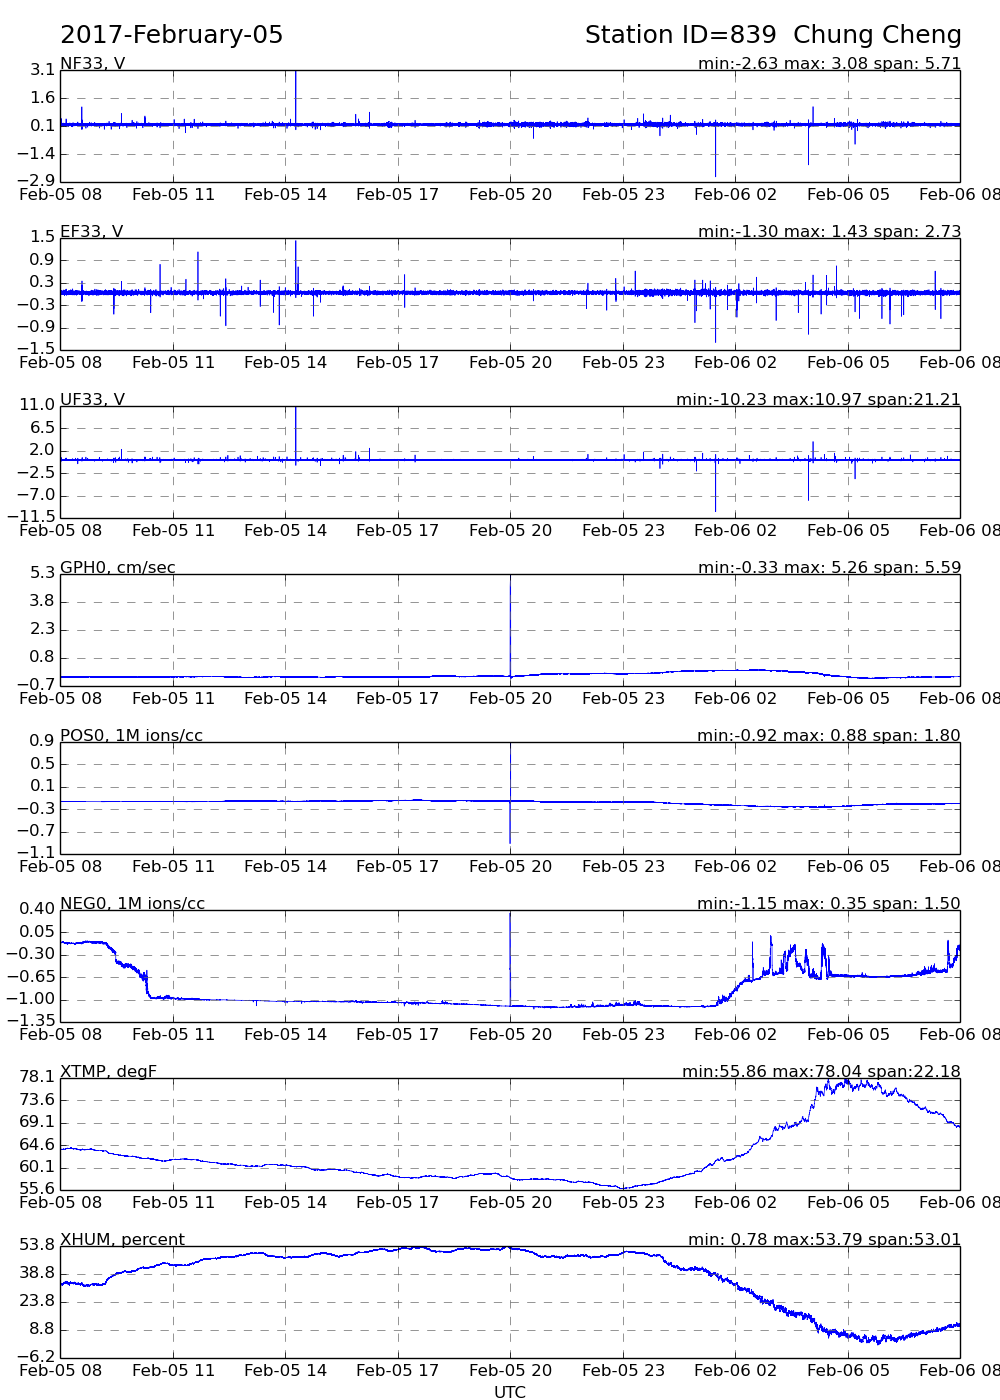 2017-February-05 Station ID=839 Chung Cheng
NF33, V min:-2.63 max: 3.08 span: 5.71
3.1
1.6
0.1
−1.4
−2.9
Feb-05 08 Feb-05 11 Feb-05 14 Feb-05 17 Feb-05 20 Feb-05 23 Feb-06 02 Feb-06 05 Feb-06 08
EF33, V min:-1.30 max: 1.43 span: 2.73
1.5
0.9
0.3
−0.3
−0.9
−1.5
Feb-05 08 Feb-05 11 Feb-05 14 Feb-05 17 Feb-05 20 Feb-05 23 Feb-06 02 Feb-06 05 Feb-06 08
UF33, V min:-10.23 max:10.97 span:21.21
11.0
6.5
2.0
−2.5
−7.0
−11.5
Feb-05 08 Feb-05 11 Feb-05 14 Feb-05 17 Feb-05 20 Feb-05 23 Feb-06 02 Feb-06 05 Feb-06 08
GPH0, cm/sec min:-0.33 max: 5.26 span: 5.59
5.3
3.8
2.3
0.8
−0.7
Feb-05 08 Feb-05 11 Feb-05 14 Feb-05 17 Feb-05 20 Feb-05 23 Feb-06 02 Feb-06 05 Feb-06 08
POS0, 1M ions/cc min:-0.92 max: 0.88 span: 1.80
0.9
0.5
0.1
−0.3
−0.7
−1.1
Feb-05 08 Feb-05 11 Feb-05 14 Feb-05 17 Feb-05 20 Feb-05 23 Feb-06 02 Feb-06 05 Feb-06 08
NEG0, 1M ions/cc min:-1.15 max: 0.35 span: 1.50
0.40
0.05
−0.30
−0.65
−1.00
−1.35
Feb-05 08 Feb-05 11 Feb-05 14 Feb-05 17 Feb-05 20 Feb-05 23 Feb-06 02 Feb-06 05 Feb-06 08
XTMP, degF min:55.86 max:78.04 span:22.18
78.1
73.6
69.1
64.6
60.1
55.6
Feb-05 08 Feb-05 11 Feb-05 14 Feb-05 17 Feb-05 20 Feb-05 23 Feb-06 02 Feb-06 05 Feb-06 08
XHUM, percent min: 0.78 max:53.79 span:53.01
53.8
38.8
23.8
8.8
−6.2
Feb-05 08 Feb-05 11 Feb-05 14 Feb-05 17 Feb-05 20 Feb-05 23 Feb-06 02 Feb-06 05 Feb-06 08
UTC